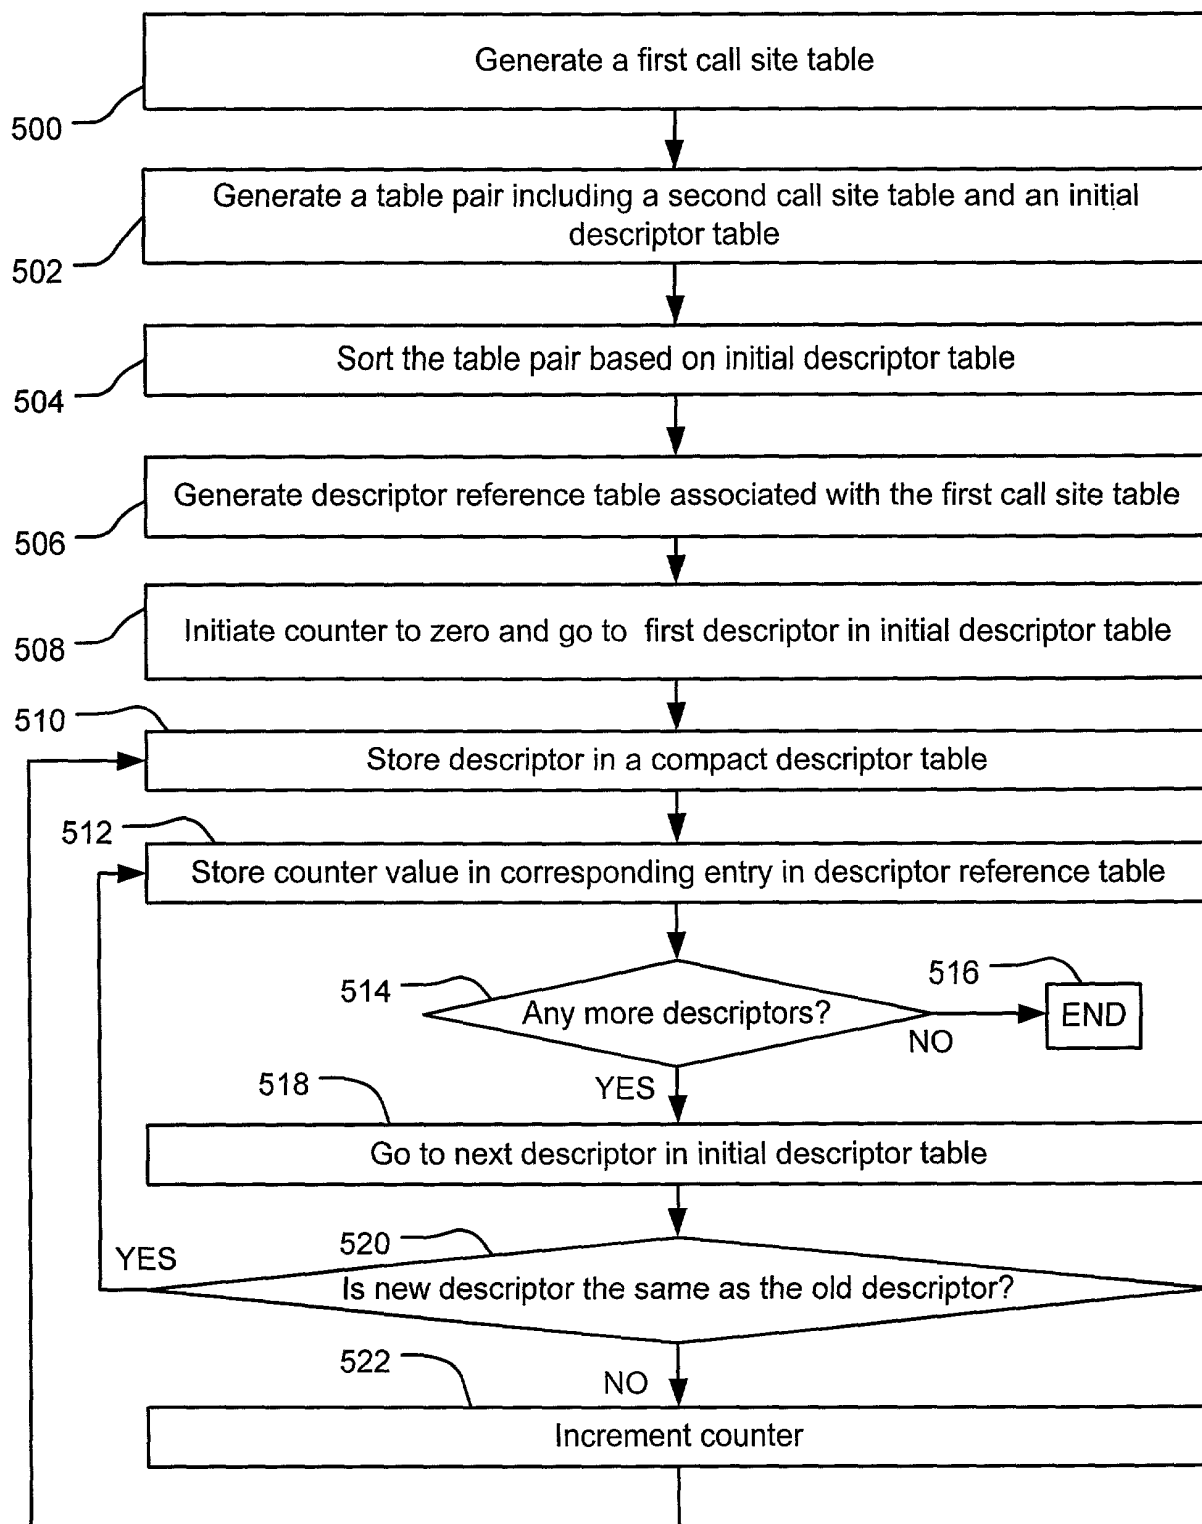 Generate a first call site table
500
Generate a table pair including a second call site table and an initial
descriptor table
502
Sort the table pair based on initial descriptor table
504
Generate descriptor reference table associated with the first call site table
506
Initiate counter to zero and go to first descriptor in initial descriptor table
508
510
Store descriptor in a compact descriptor table
512
Store counter value in corresponding entry in descriptor reference table
514
Any more descriptors?
516
END
NO
YES
518
Go to next descriptor in initial descriptor table
520
YES
Is new descriptor the same as the old descriptor?
522
NO
Increment counter